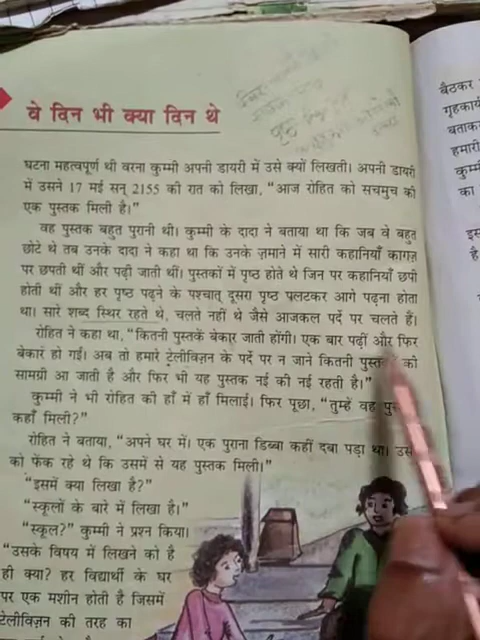 वे दिन भी क्या दिन थे
घटना महत्वपूर्ण थी वरना कुम्मी अपनी डायरी में उसे क्यों लिखती। अपनी डायरी
में उसने 17 मई सन् 2155 की रात को लिखा, “आज रोहित को सचमुच की
एक पुस्तक मिली है।”
वह पुस्तक बहुत पुरानी थी। कुम्मी के दादा ने बताया था कि जब वे बहुत
छोटे थे तब उनके दादा ने कहा था कि उनके ज़माने में सारी कहानियाँ कागज़
पर छपती थीं और पढ़ी जाती थीं। पुस्तकों में पृष्ठ होते थे जिन पर कहानियाँ छपी
होती थीं और हर पृष्ठ पढ़ने के पश्चात् दूसरा पृष्ठ पलटकर आगे पढ़ना होता
था। सारे शब्द स्थिर रहते थे, चलते नहीं थे जैसे आजकल पर्दे पर चलते हैं।
रोहित ने कहा था, “कितनी पुस्तकें बेकार जाती होंगी। एक बार पढ़ीं और फिर
बेकार हो गईं। अब तो हमारे टेलीविज़न के पर्दे पर न जाने कितनी को
सामग्री आ जाती है और फिर भी यह पुस्तक नई की नई रहती है।”
कुम्मी ने भी रोहित की हाँ में हाँ मिलाई। फिर पूछा, “तुम्हें वह
कहाँ मिली?”
रोहित ने बताया, “अपने घर में। एक पुराना डिब्बा कहीं दबा पड़ा था। उसे
को फेंक रहे थे कि उसमें से यह पुस्तक मिली।”
“इसमें क्या लिखा है?”
“स्कूलों के बारे में लिखा है।”
“स्कूल?” कुम्मी ने प्रश्न किया।
“उसके विषय में लिखने को है
ही क्या? हर विद्यार्थी के घर
पर एक मशीन होती है जिसमें
टेलीविज़न की तरह का
बैठकर
बताकर
हमारी
का
है